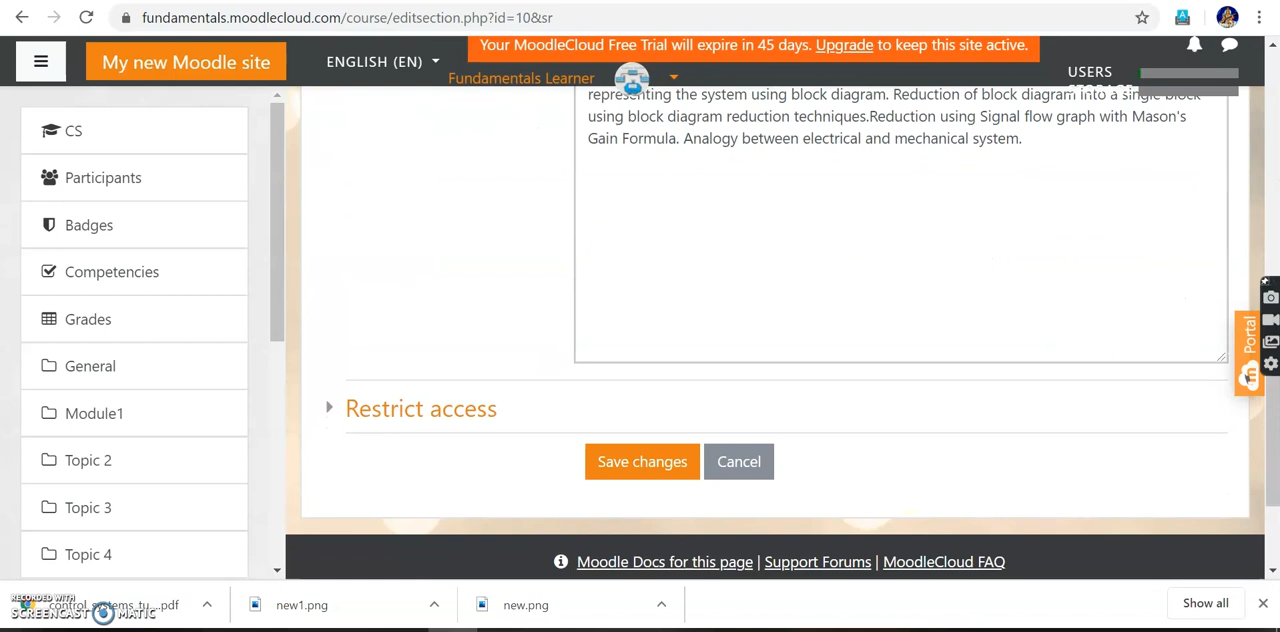 fundamentals.moodlecloud.com/course/editsection.php?id=10&sr
My new Moodle site
ENGLISH (EN)
Your MoodleCloud Free Trial will expire in 45 days. Upgrade to keep this site active.
Fundamentals Learner
USERS
representing the system using block diagram. Reduction of block diagram into a single block
using block diagram reduction techniques.Reduction using Signal flow graph with Mason's
Gain Formula. Analogy between electrical and mechanical system.
CS
Participants
Badges
Competencies
Grades
General
Module1
Topic 2
Topic 3
Topic 4
Portal
Restrict access
Save changes
Cancel
Moodle Docs for this page | Support Forums | MoodleCloud FAQ
control_systems_tu....pdf
new1.png
new.png
Show all
RECORDED WITH
SCREENCAST MATIC